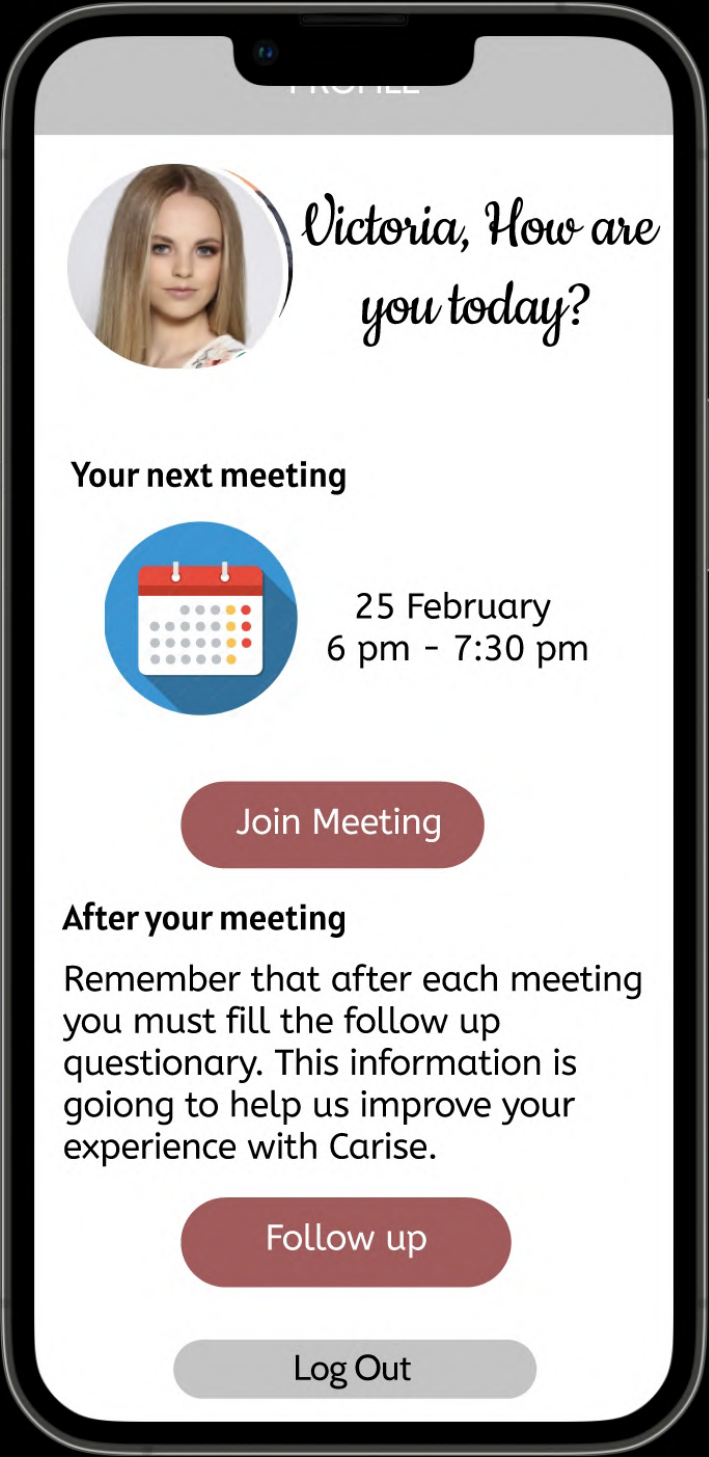 PROFILE
Victoria, How are
you today?
Your next meeting
25 February
6 pm - 7:30 pm
Join Meeting
After your meeting
Remember that after each meeting
you must fill the follow up
questionary. This information is
goiong to help us improve your
experience with Carise.
Follow up
Log Out